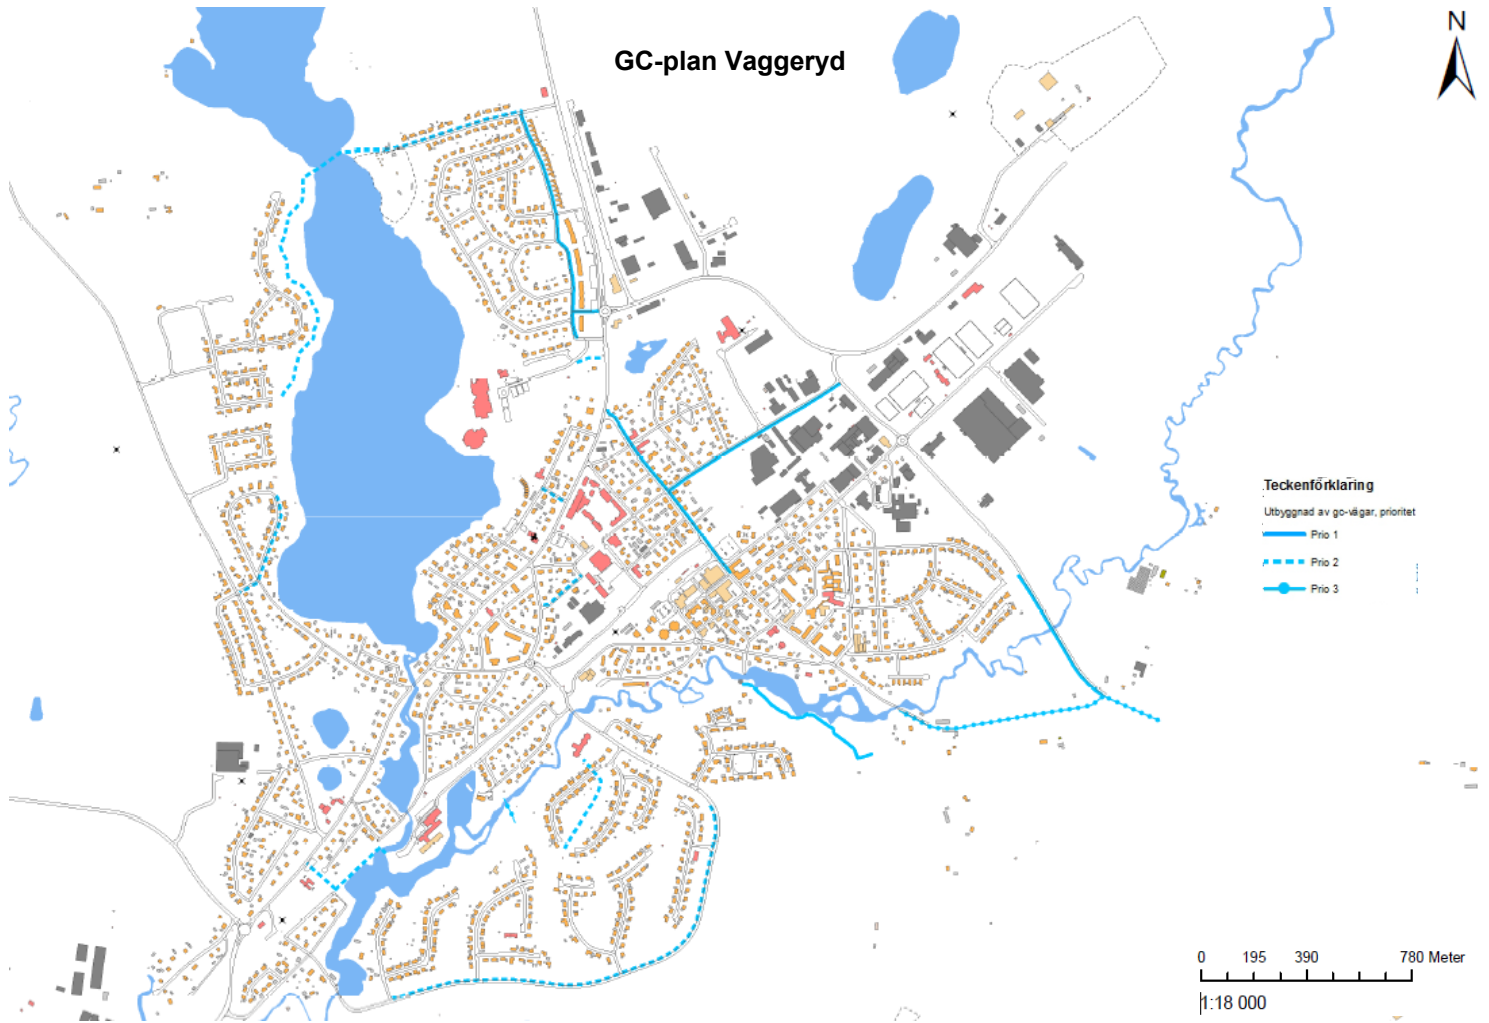 GC-plan Vaggeryd
N
Teckenförklaring
Utbyggnad av gc-vägar, prioritet
Prio 1
Prio 2
Prio 3
0 195 390 780 Meter
1:18 000